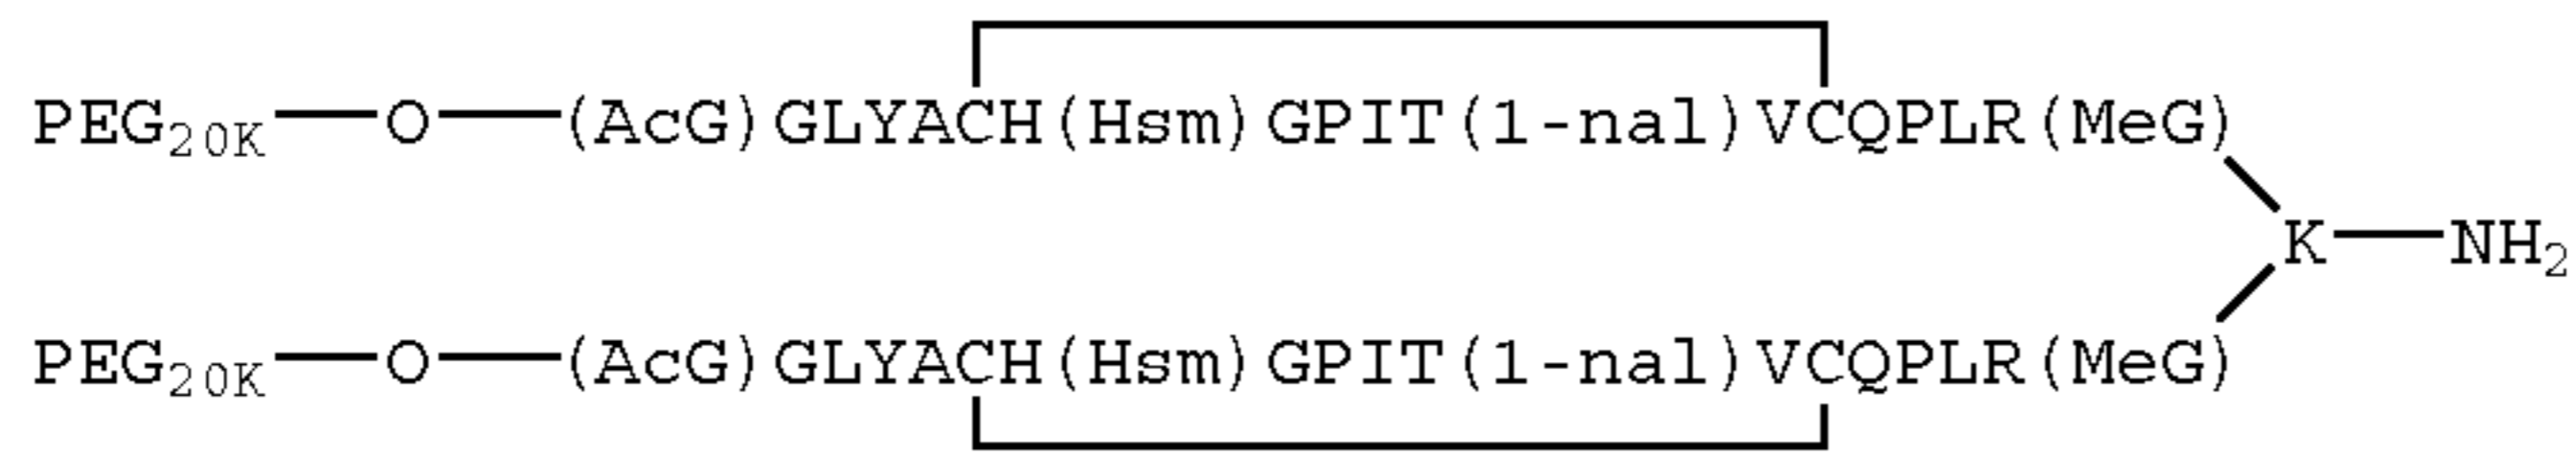 PEG₂₀ₖ—O—(AcG)GLYACH(Hsm)GPIT(1-nal)VCQPLR(MeG)
K—NH₂
PEG₂₀ₖ—O—(AcG)GLYACH(Hsm)GPIT(1-nal)VCQPLR(MeG)